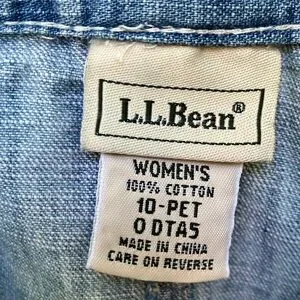 L.L.Bean®
WOMEN'S
100% COTTON
10-PET
0 DTA5
MADE IN CHINA
CARE ON REVERSE